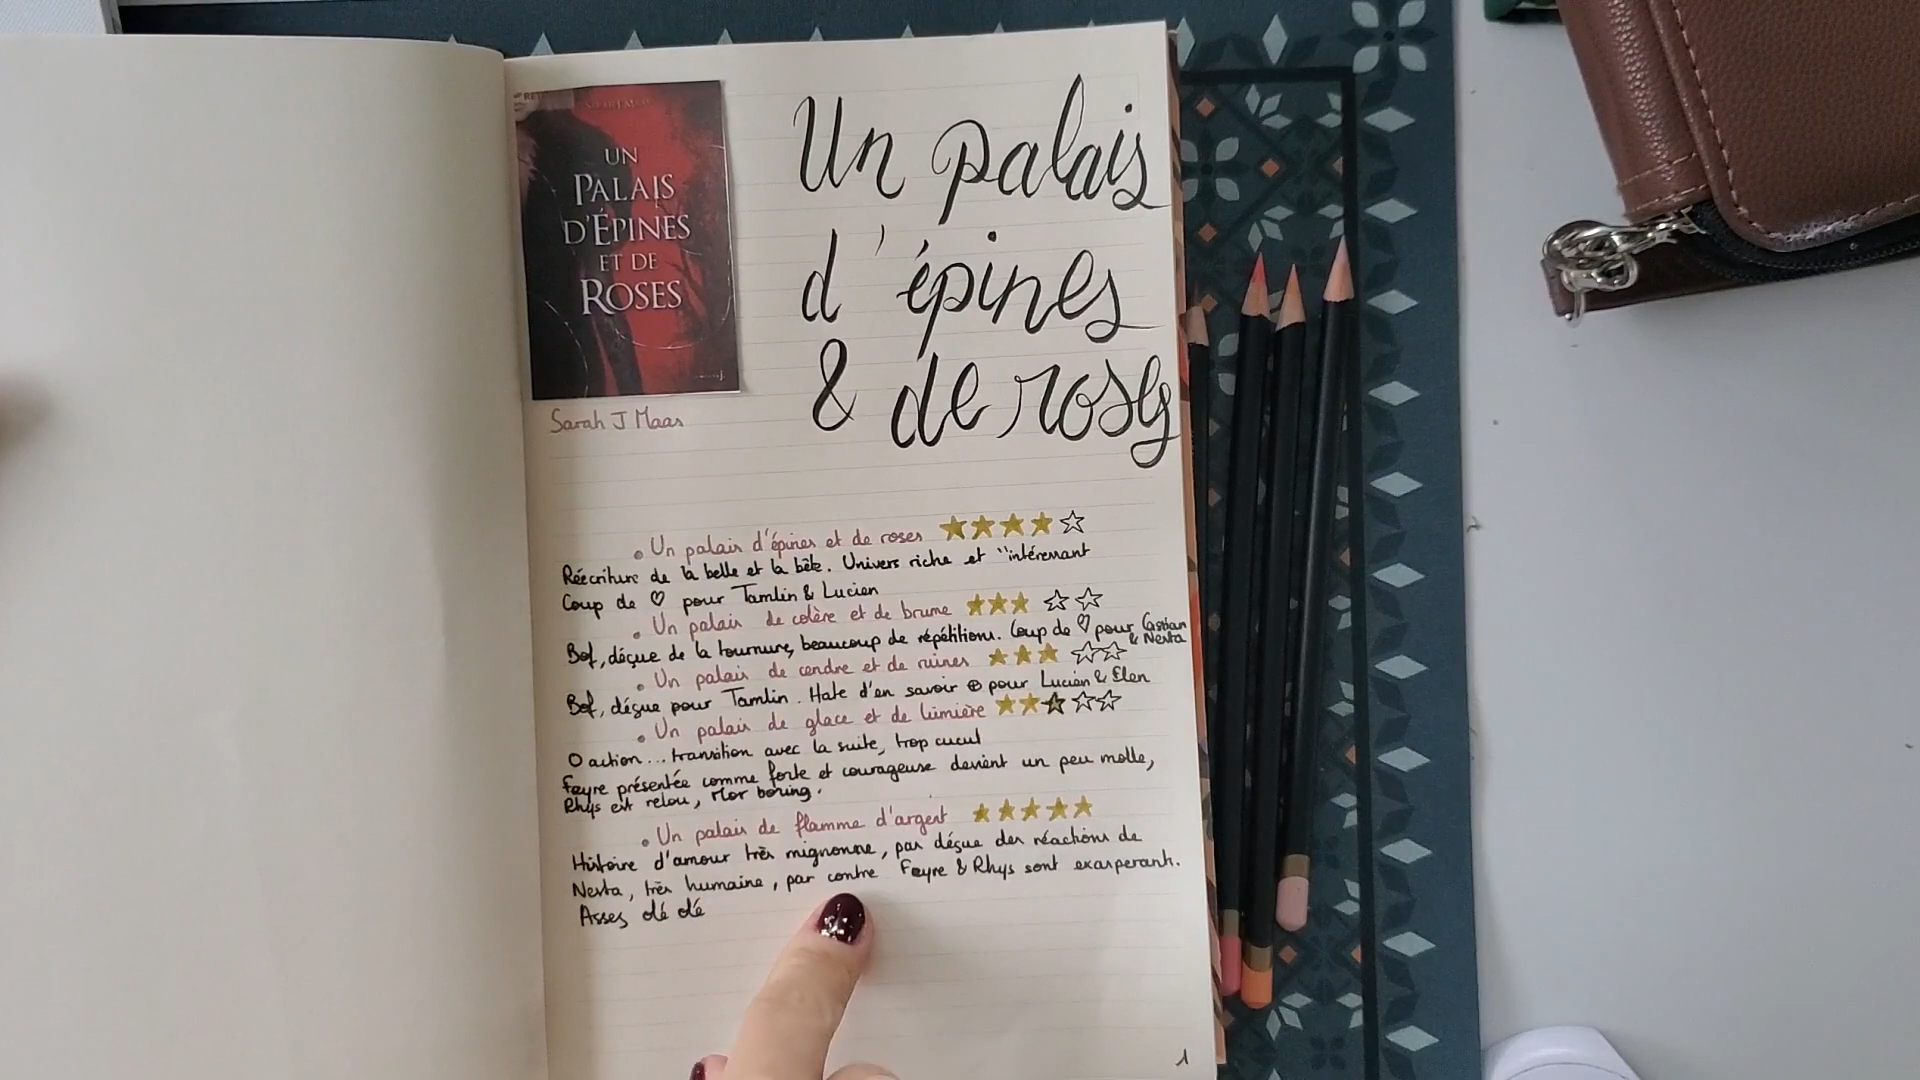 UN
PALAIS
D'ÉPINES
ET DE
ROSES
Sarah J Maas
Un palais
d'épines
& de roses
• Un palais d'épines et de roses
Réécriture de la belle et la bête. Univers riche et intéressant
Coup de ♡ pour Tamlin & Lucien
• Un palais de colère et de brume
Bof, déçue de la tournure, beaucoup de répétitions. Coup de ♡ pour Cassian & Nesta
• Un palais de cendre et de ruines
Bof, déçue pour Tamlin. Hate d'en savoir ⊕ pour Lucien & Elen
• Un palais de glace et de lumière
0 action... transition avec la suite, trop cucul
Feyre présentée comme forte et courageuse devient un peu molle,
Rhys est relou, Mor boring.
• Un palais de flamme d'argent
Histoire d'amour très mignonne, pas déçue des réactions de
Nesta, très humaine, par contre Feyre & Rhys sont exasperants.
Asses olé olé
1